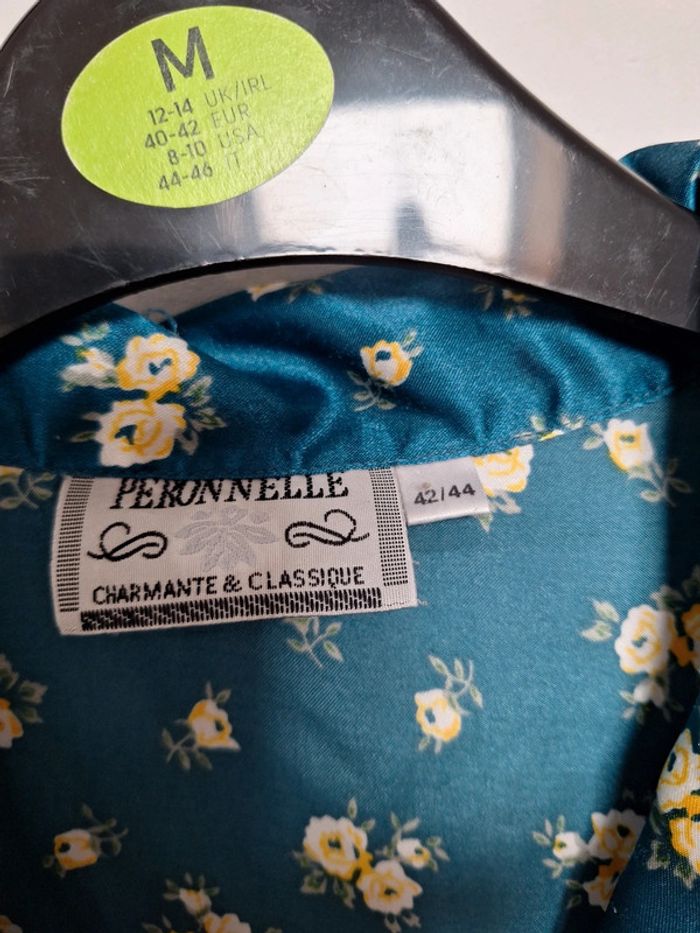 M
12-14 UK/IRL
40-42 EUR
8-10 USA
44-46 IT
PERONNELLE
42/44
CHARMANTE & CLASSIQUE